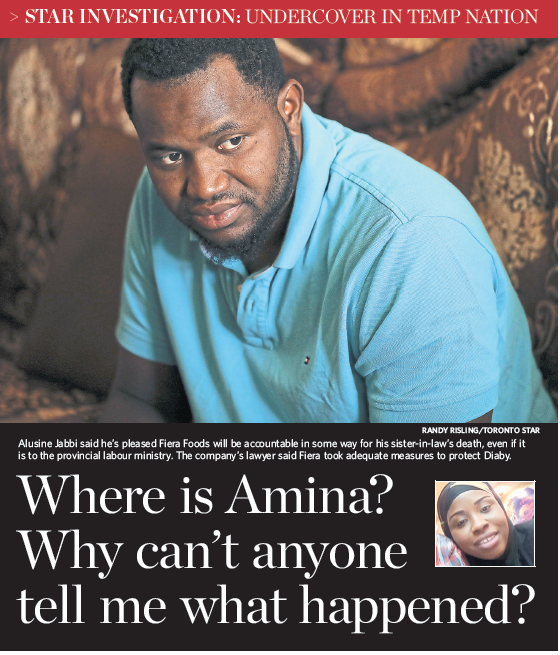 > STAR INVESTIGATION: UNDERCOVER IN TEMP NATION
RANDY RISLING/TORONTO STAR
Alusine Jabbi said he's pleased Fiera Foods will be accountable in some way for his sister-in-law's death, even if it
is to the provincial labour ministry. The company's lawyer said Fiera took adequate measures to protect Diaby.
Where is Amina?
Why can't anyone
tell me what happened?